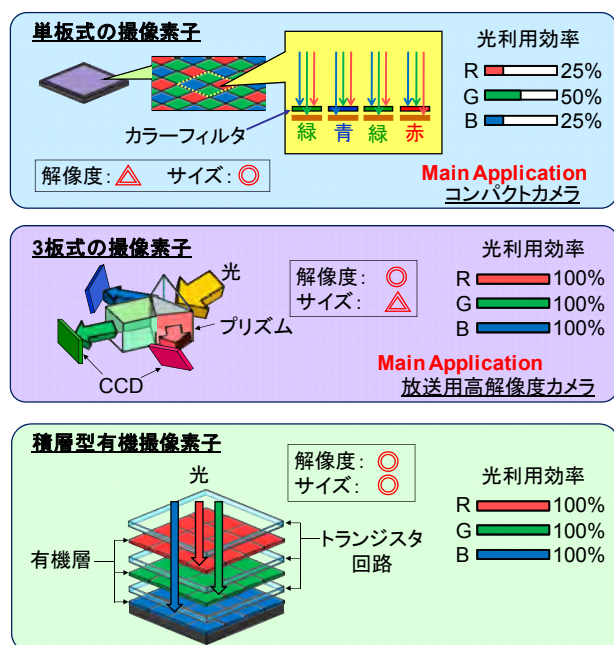 単板式の撮像素子
光利用効率
R 25%
G 50%
B 25%
カラーフィルタ
緑 青 緑 赤
解像度：△ サイズ：◎
Main Application
コンパクトカメラ
3板式の撮像素子
光
プリズム
CCD
解像度：◎
サイズ：△
光利用効率
R 100%
G 100%
B 100%
Main Application
放送用高解像度カメラ
積層型有機撮像素子
光
有機層
トランジスタ
回路
解像度：◎
サイズ：◎
光利用効率
R 100%
G 100%
B 100%